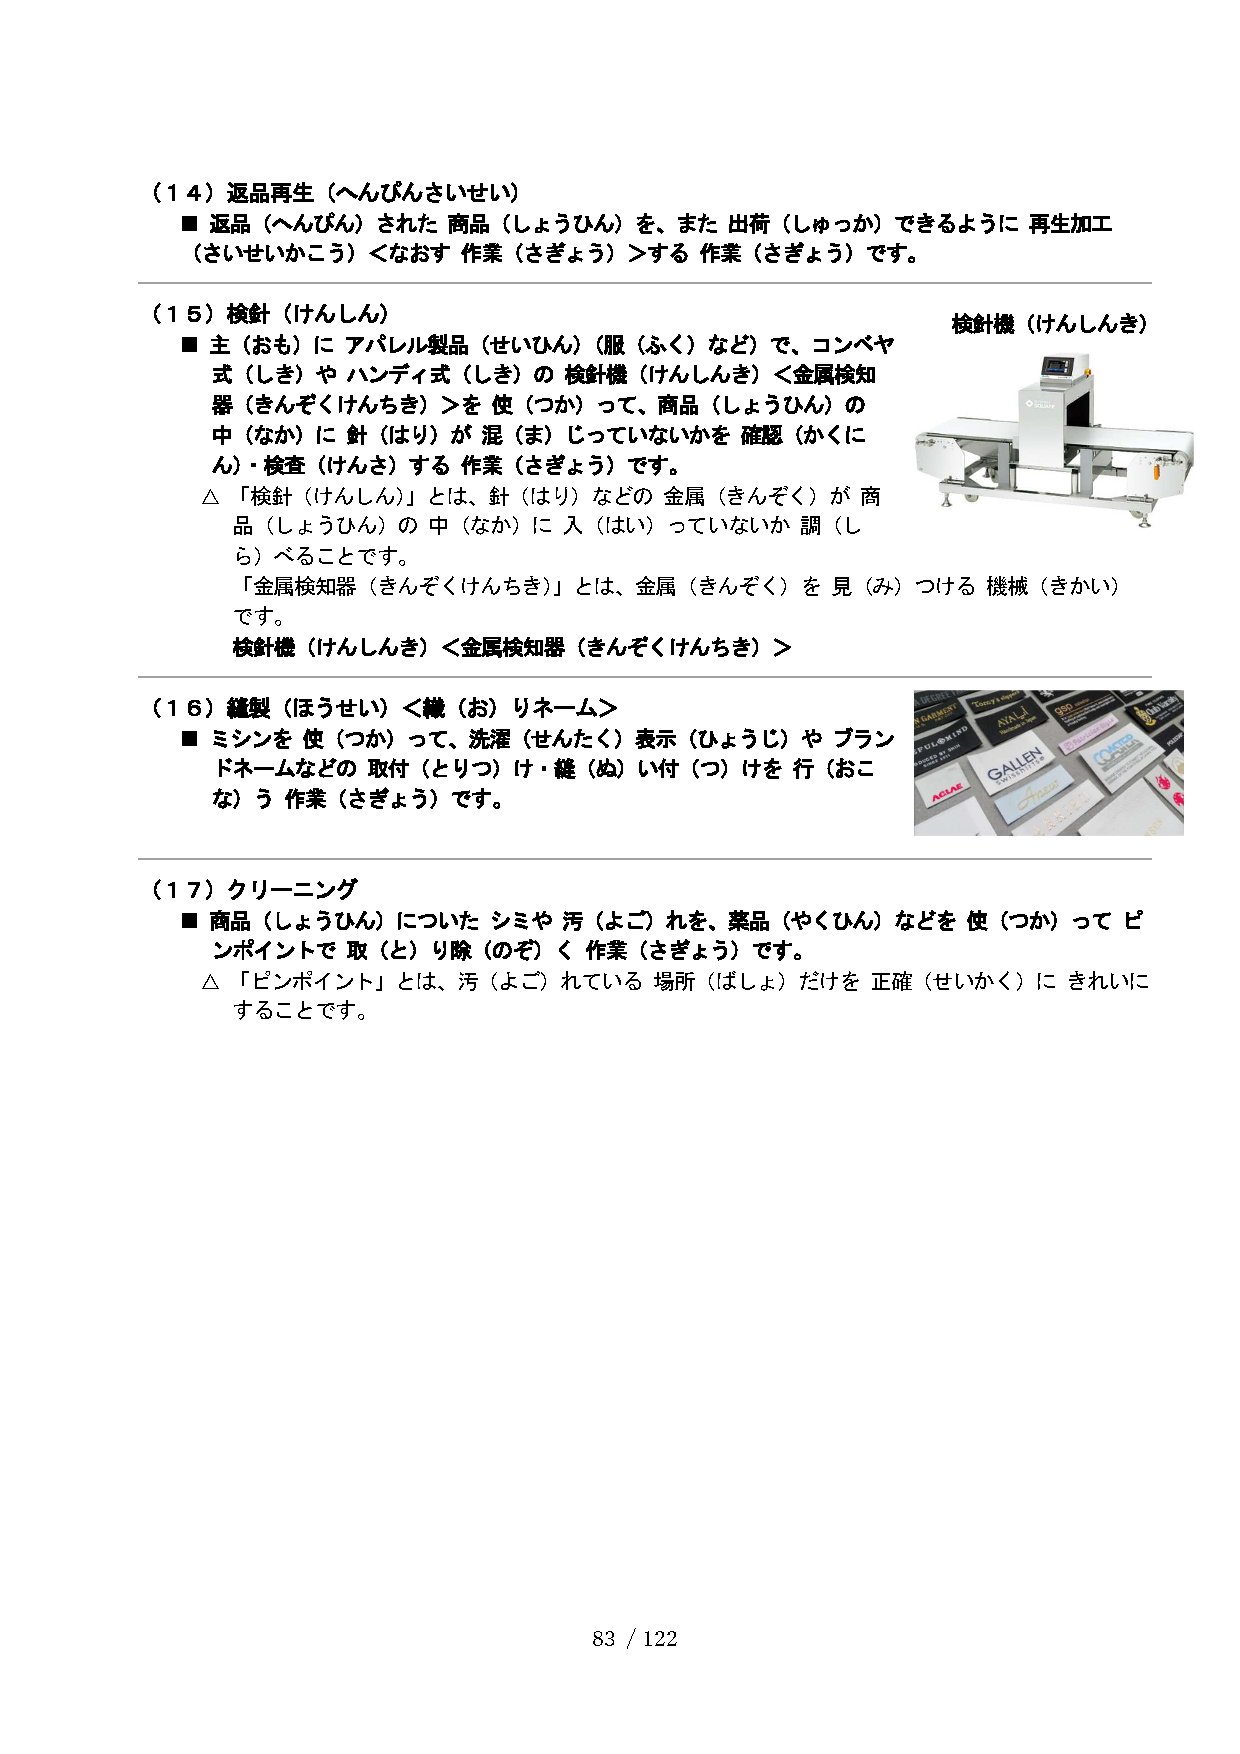 （１４）返品再生（へんぴんさいせい）
■ 返品（へんぴん）された 商品（しょうひん）を、また 出荷（しゅっか）できるように 再生加工
（さいせいかこう）＜なおす 作業（さぎょう）＞する 作業（さぎょう）です。
（１５）検針（けんしん）
検針機（けんしんき）
■ 主（おも）に アパレル製品（せいひん）（服（ふく）など）で、コンベヤ
式（しき）や ハンディ式（しき）の 検針機（けんしんき）＜金属検知
器（きんぞくけんちき）＞を 使（つか）って、商品（しょうひん）の
中（なか）に 針（はり）が 混（ま）じっていないかを 確認（かくに
ん）・検査（けんさ）する 作業（さぎょう）です。
△ 「検針（けんしん）」とは、針（はり）などの 金属（きんぞく）が 商
品（しょうひん）の 中（なか）に 入（はい）っていないか 調（し
ら）べることです。
「金属検知器（きんぞくけんちき）」とは、金属（きんぞく）を 見（み）つける 機械（きかい）
です。
検針機（けんしんき）＜金属検知器（きんぞくけんちき）＞
（１６）縫製（ほうせい）＜織（お）りネーム＞
■ ミシンを 使（つか）って、洗濯（せんたく）表示（ひょうじ）や ブラン
ドネームなどの 取付（とりつ）け・縫（ぬ）い付（つ）けを 行（おこ
な）う 作業（さぎょう）です。
GALLEN
AGLAE
COASTER
gsp
（１７）クリーニング
■ 商品（しょうひん）についた シミや 汚（よご）れを、薬品（やくひん）などを 使（つか）って ピ
ンポイントで 取（と）り除（のぞ）く 作業（さぎょう）です。
△ 「ピンポイント」とは、汚（よご）れている 場所（ばしょ）だけを 正確（せいかく）に きれいに
することです。
83 / 122